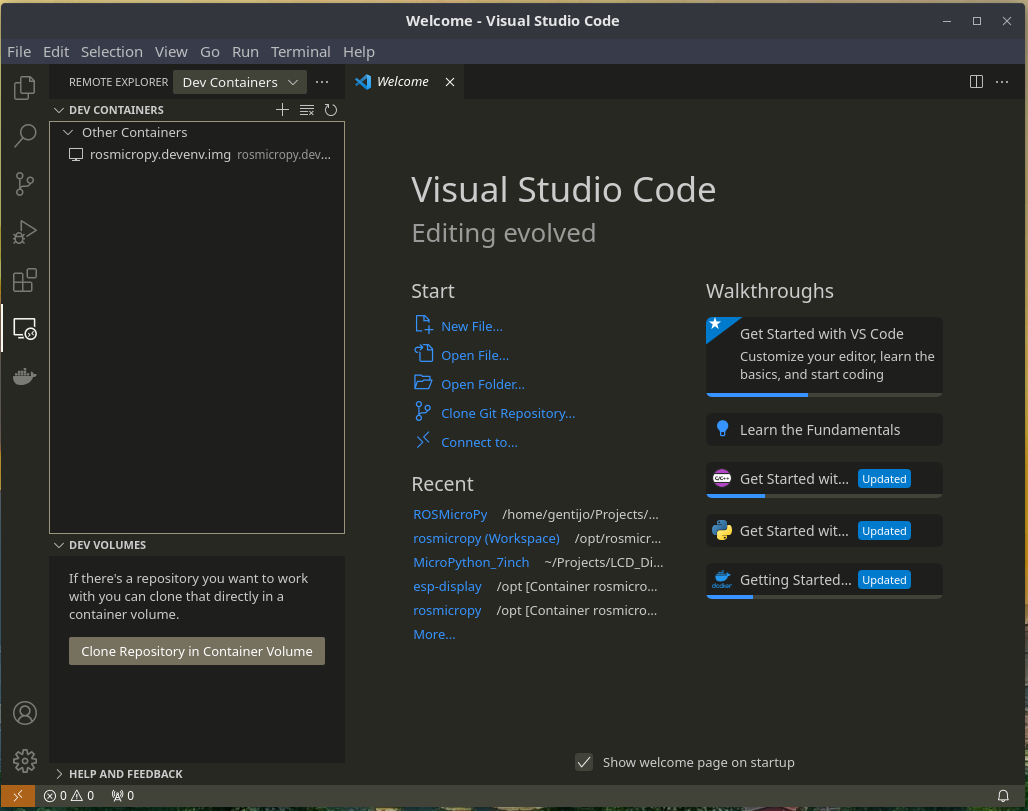 Welcome - Visual Studio Code
File Edit Selection View Go Run Terminal Help
REMOTE EXPLORER Dev Containers
Welcome
DEV CONTAINERS
Other Containers
rosmicropy.devenv.img rosmicropy.dev...
Visual Studio Code
Editing evolved
Start
New File...
Open File...
Open Folder...
Clone Git Repository...
Connect to...
Recent
ROSMicroPy /home/gentijo/Projects/...
rosmicropy (Workspace) /opt/rosmicr...
MicroPython_7inch ~/Projects/LCD_Di...
esp-display /opt [Container rosmicro...
rosmicropy /opt [Container rosmicro...
More...
Walkthroughs
Get Started with VS Code
Customize your editor, learn the
basics, and start coding
Learn the Fundamentals
C/C++ Get Started wit... Updated
Get Started wit... Updated
docker Getting Started... Updated
DEV VOLUMES
If there's a repository you want to work
with you can clone that directly in a
container volume.
Clone Repository in Container Volume
HELP AND FEEDBACK
Show welcome page on startup
0 0 0